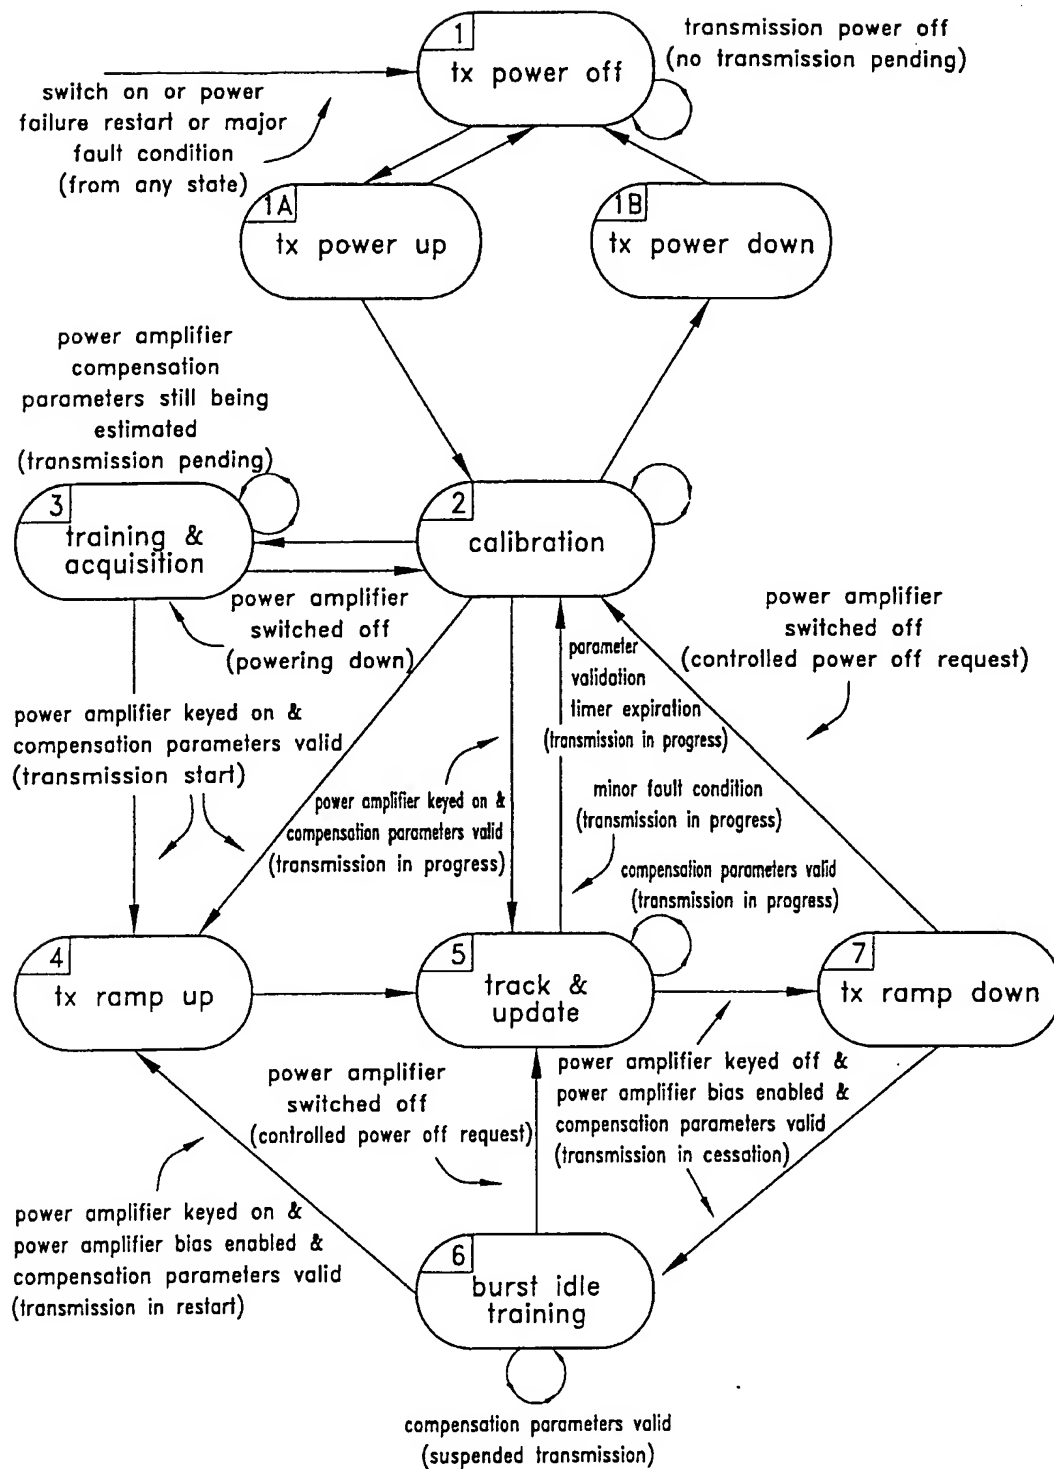 1
tx power off
transmission power off
(no transmission pending)
switch on or power
failure restart or major
fault condition
(from any state)
1A
tx power up
1B
tx power down
power amplifier
compensation
parameters still being
estimated
(transmission pending)
3
training &
acquisition
2
calibration
power amplifier
switched off
(powering down)
parameter
validation
timer expiration
(transmission in progress)
power amplifier
switched off
(controlled power off request)
power amplifier keyed on &
compensation parameters valid
(transmission start)
power amplifier keyed on &
compensation parameters valid
(transmission in progress)
minor fault condition
(transmission in progress)
compensation parameters valid
(transmission in progress)
4
tx ramp up
5
track &
update
7
tx ramp down
power amplifier
switched off
(controlled power off request)
power amplifier keyed off &
power amplifier bias enabled &
compensation parameters valid
(transmission in cessation)
power amplifier keyed on &
power amplifier bias enabled &
compensation parameters valid
(transmission in restart)
6
burst idle
training
compensation parameters valid
(suspended transmission)